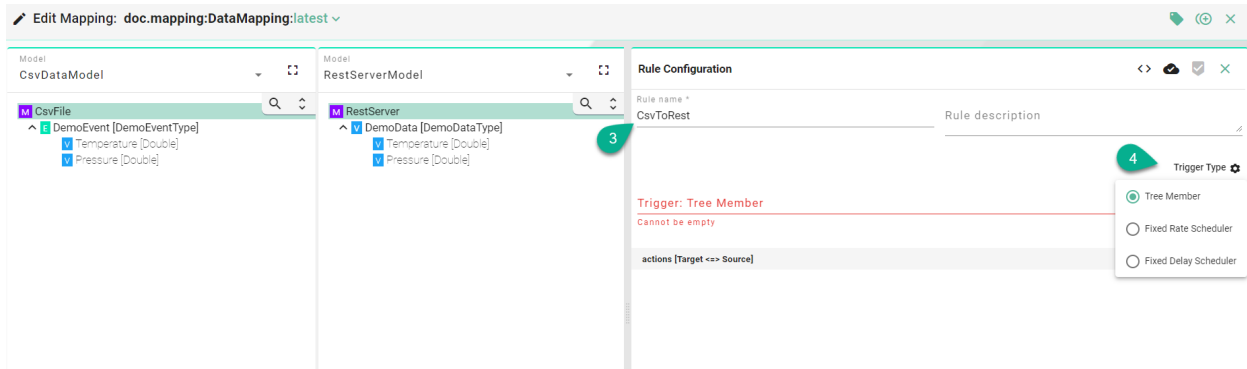 Edit Mapping: doc.mapping:DataMapping:latest
Model
CsvDataModel
M CsvFile
E DemoEvent [DemoEventType]
V Temperature [Double]
V Pressure [Double]
Model
RestServerModel
M RestServer
V DemoData [DemoDataType]
V Temperature [Double]
V Pressure [Double]
Rule Configuration
Rule name *
CsvToRest
Rule description
3
4
Trigger Type
Tree Member
Fixed Rate Scheduler
Fixed Delay Scheduler
Trigger: Tree Member
Cannot be empty
actions [Target <=> Source]